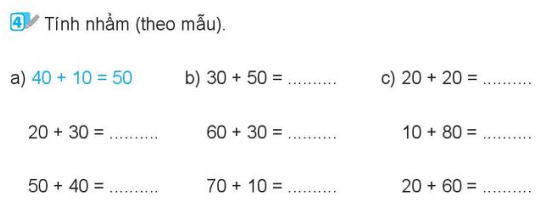 4 Tính nhẩm (theo mẫu).
a) 40 + 10 = 50 b) 30 + 50 = .......... c) 20 + 20 = ..........
20 + 30 = .......... 60 + 30 = .......... 10 + 80 = ..........
50 + 40 = .......... 70 + 10 = .......... 20 + 60 = ..........